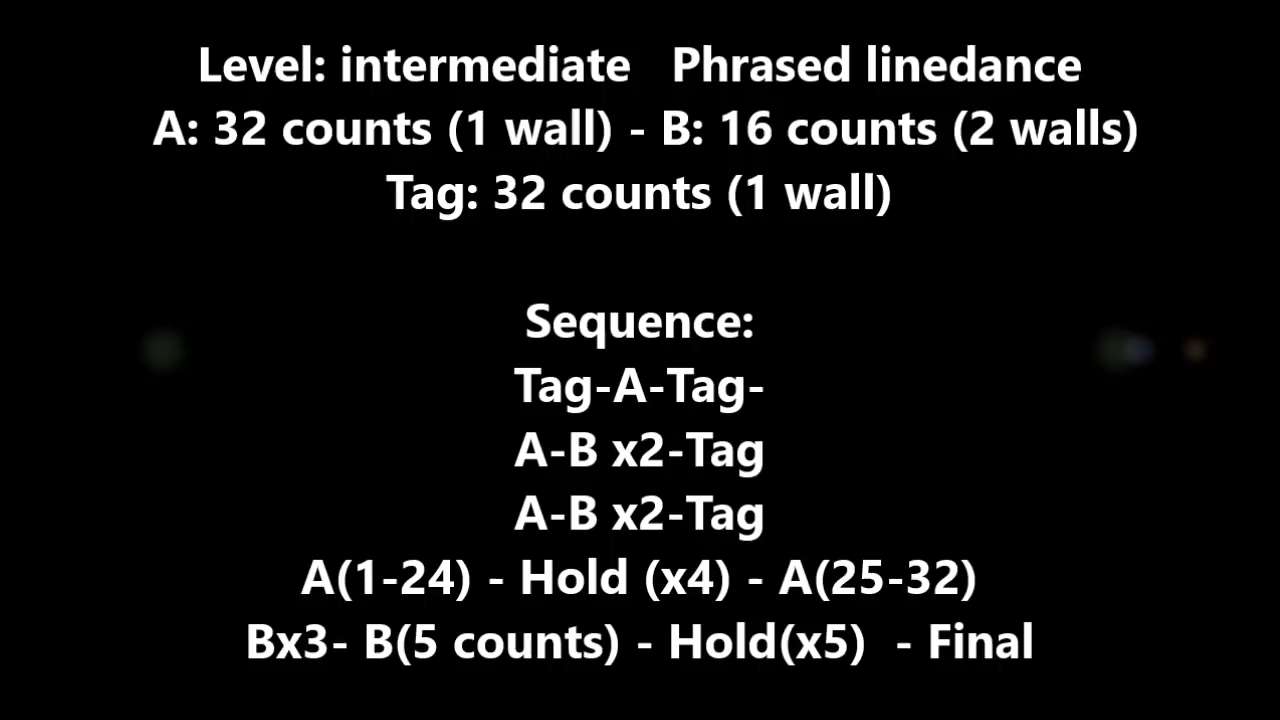 Level: intermediate Phrased linedance
A: 32 counts (1 wall) - B: 16 counts (2 walls)
Tag: 32 counts (1 wall)
Sequence:
Tag-A-Tag-
A-B x2-Tag
A-B x2-Tag
A(1-24) - Hold (x4) - A(25-32)
Bx3- B(5 counts) - Hold(x5) - Final